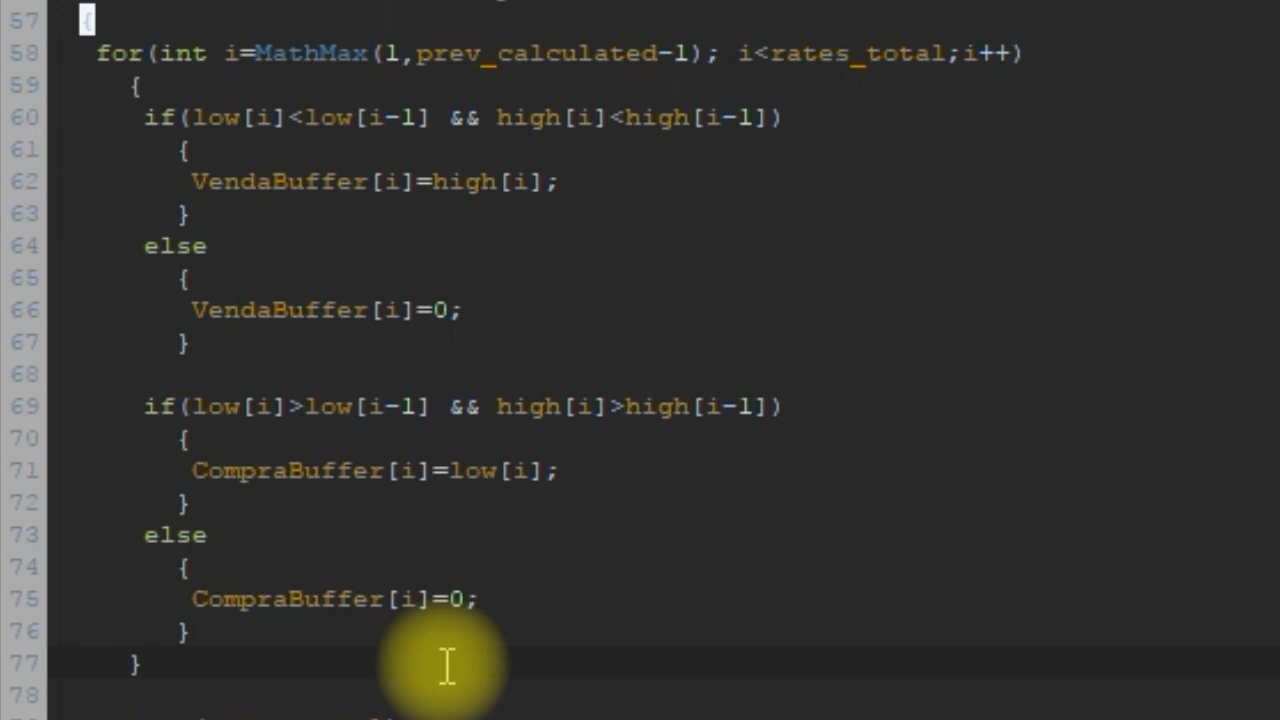 57 {
58 for(int i=MathMax(1,prev_calculated-1); i<rates_total;i++)
59 {
60 if(low[i]<low[i-1] && high[i]<high[i-1])
61 {
62 VendaBuffer[i]=high[i];
63 }
64 else
65 {
66 VendaBuffer[i]=0;
67 }
68
69 if(low[i]>low[i-1] && high[i]>high[i-1])
70 {
71 CompraBuffer[i]=low[i];
72 }
73 else
74 {
75 CompraBuffer[i]=0;
76 }
77 }
78